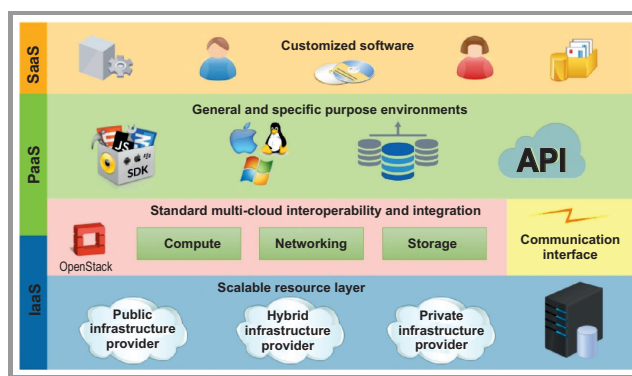 SaaS
Customized software
PaaS
General and specific purpose environments
JS
SDK
API
Standard multi-cloud interoperability and integration
OpenStack
Compute
Networking
Storage
Communication
interface
IaaS
Scalable resource layer
Public
infrastructure
provider
Hybrid
infrastructure
provider
Private
infrastructure
provider